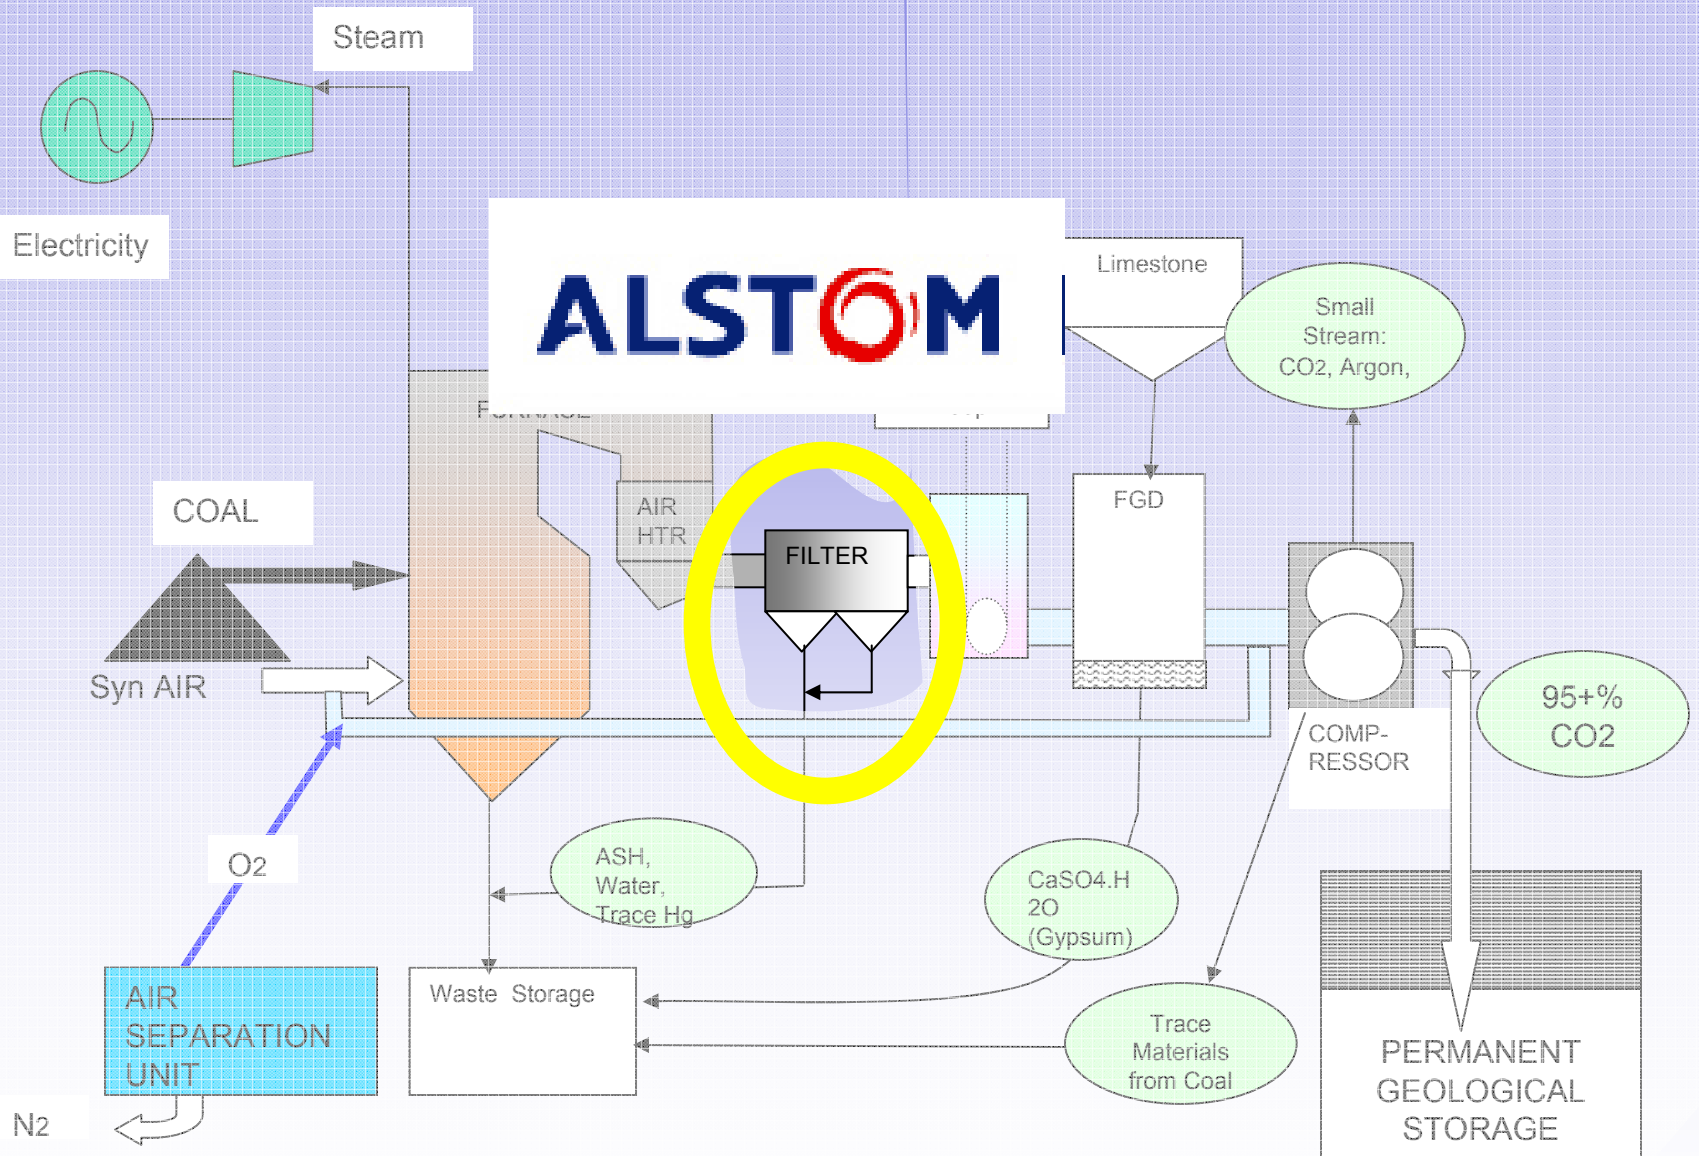 Steam
Electricity
ALSTOM
Limestone
Small
Stream:
CO2, Argon,
FURNACE
COAL
AIR
HTR
FILTER
FGD
Syn AIR
95+%
CO2
COMP-
RESSOR
O2
ASH,
Water,
Trace Hg
CaSO4.H
2O
(Gypsum)
AIR
SEPARATION
UNIT
Waste Storage
Trace
Materials
from Coal
PERMANENT
GEOLOGICAL
STORAGE
N2